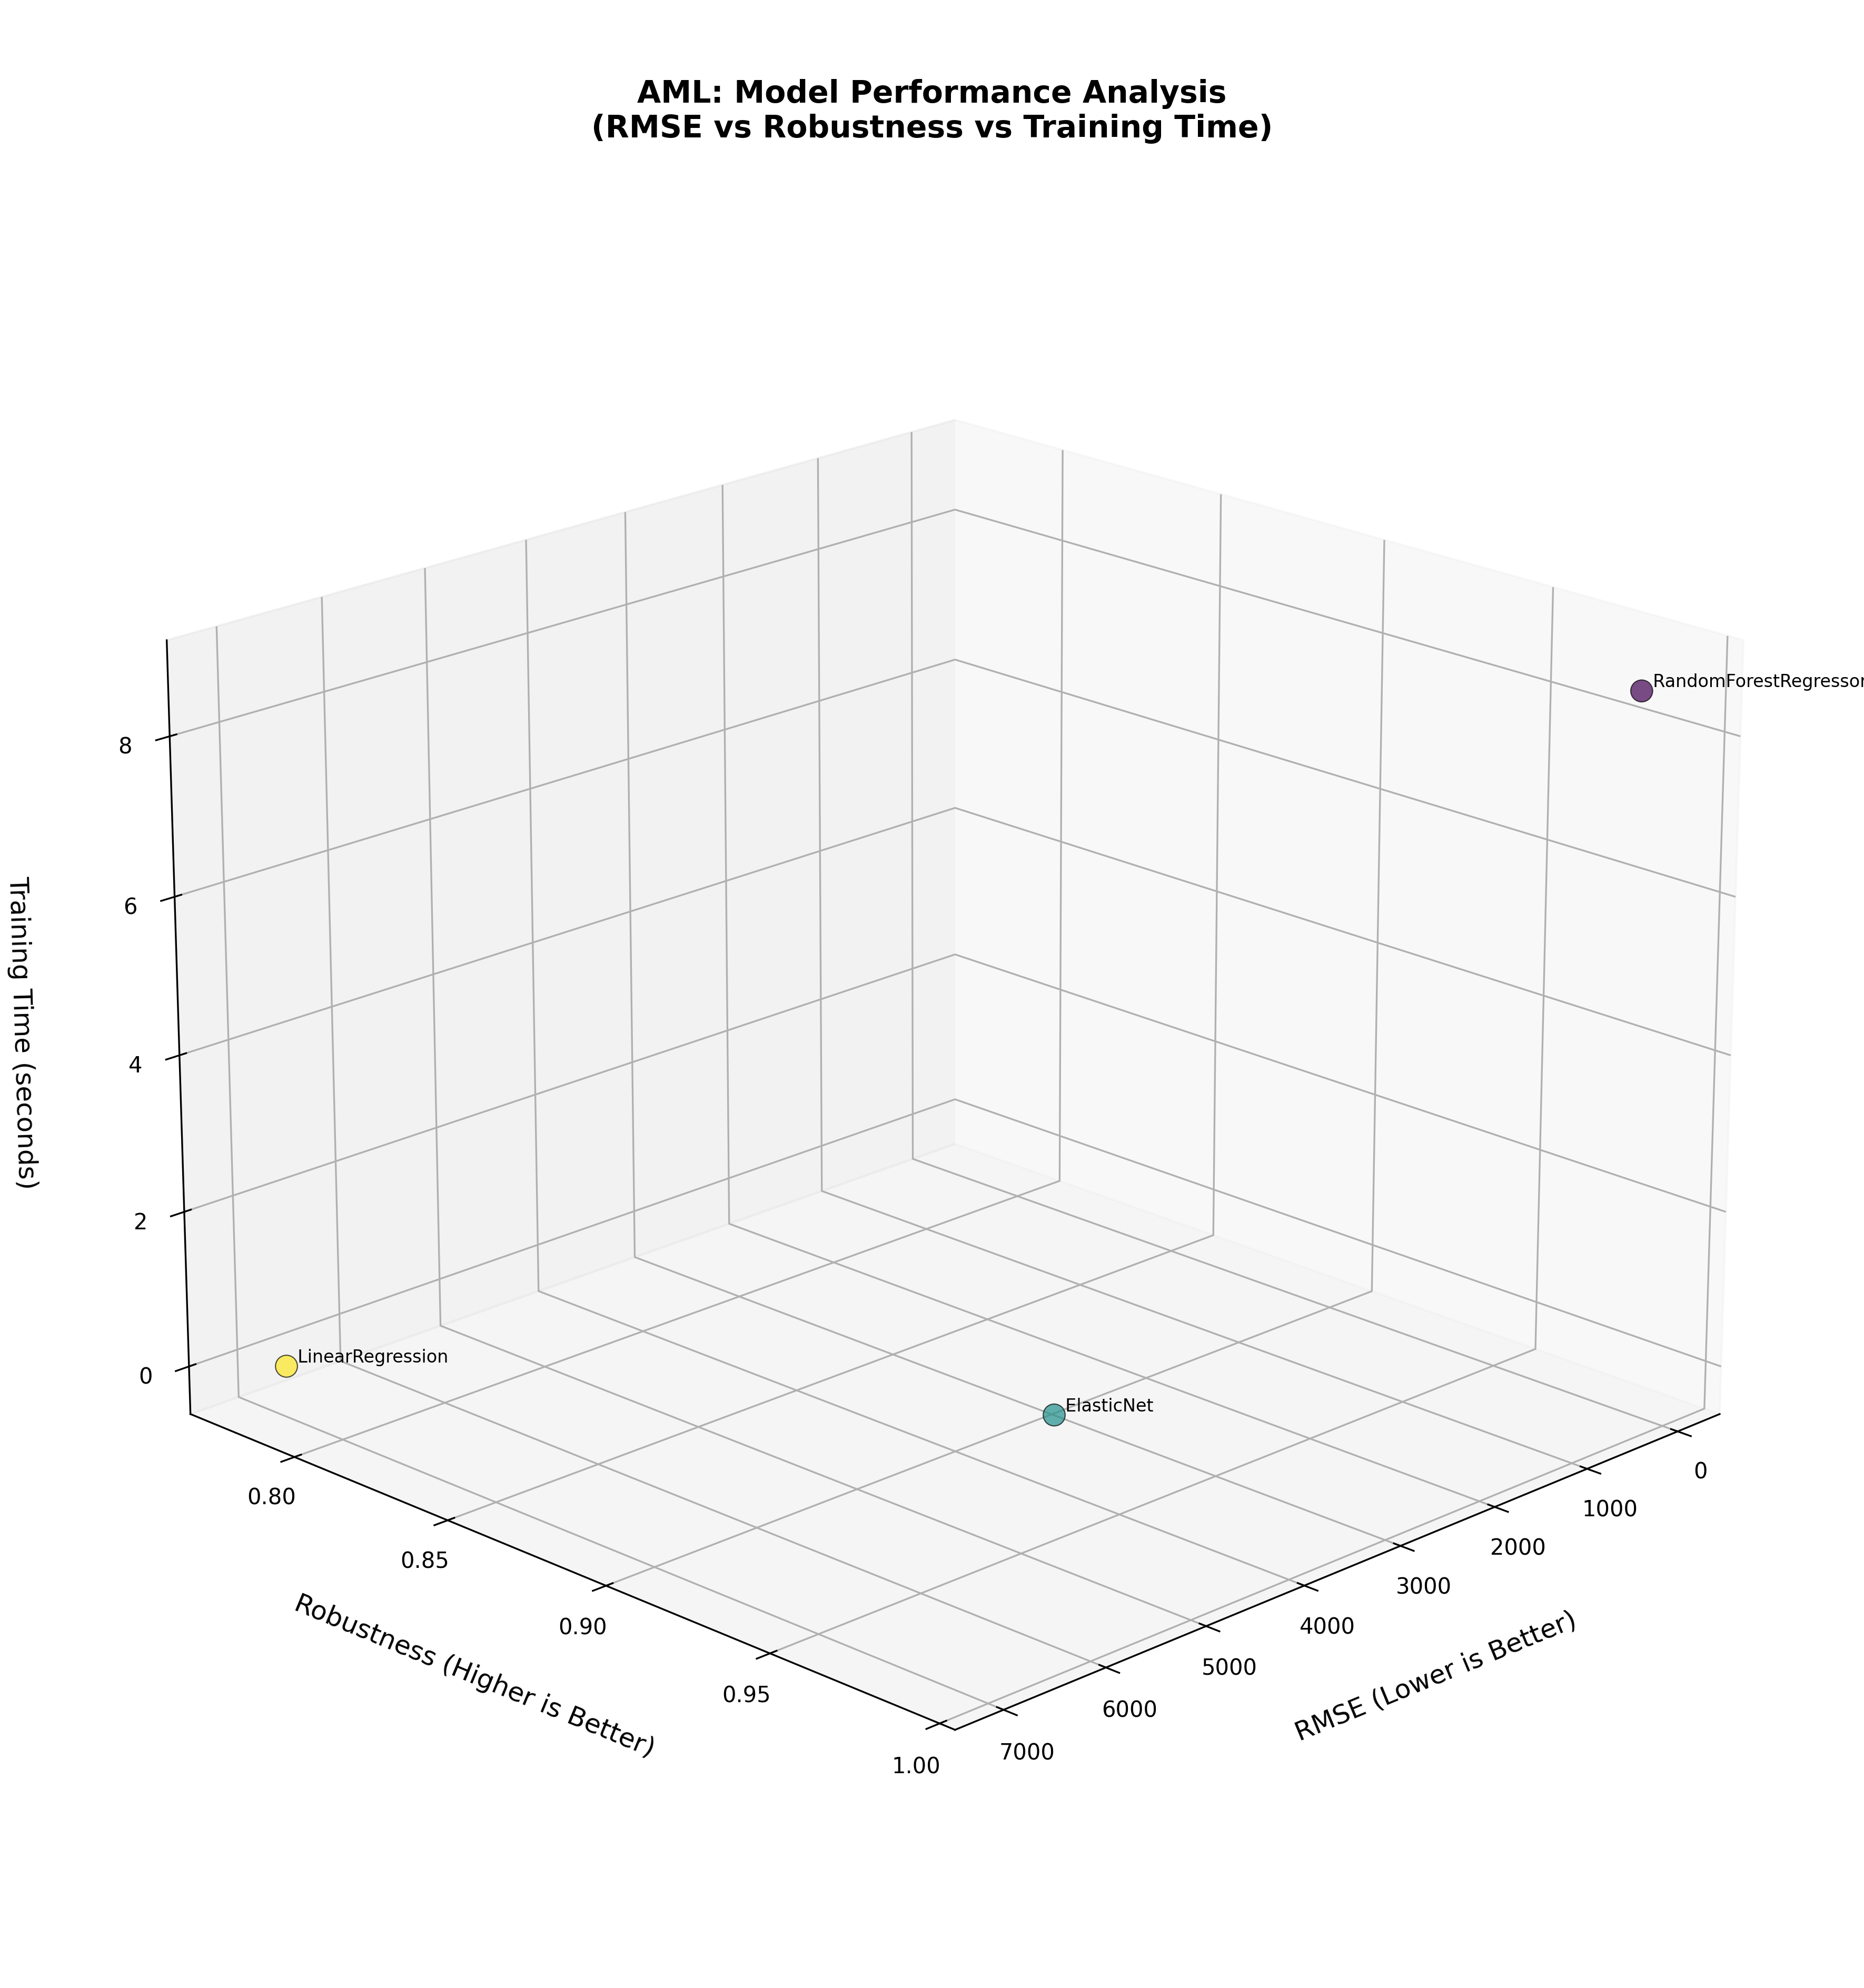 AML: Model Performance Analysis
(RMSE vs Robustness vs Training Time)
RandomForestRegressor
LinearRegression
ElasticNet
Training Time (seconds)
8
6
4
2
0
Robustness (Higher is Better)
0.80
0.85
0.90
0.95
1.00
RMSE (Lower is Better)
0
1000
2000
3000
4000
5000
6000
7000